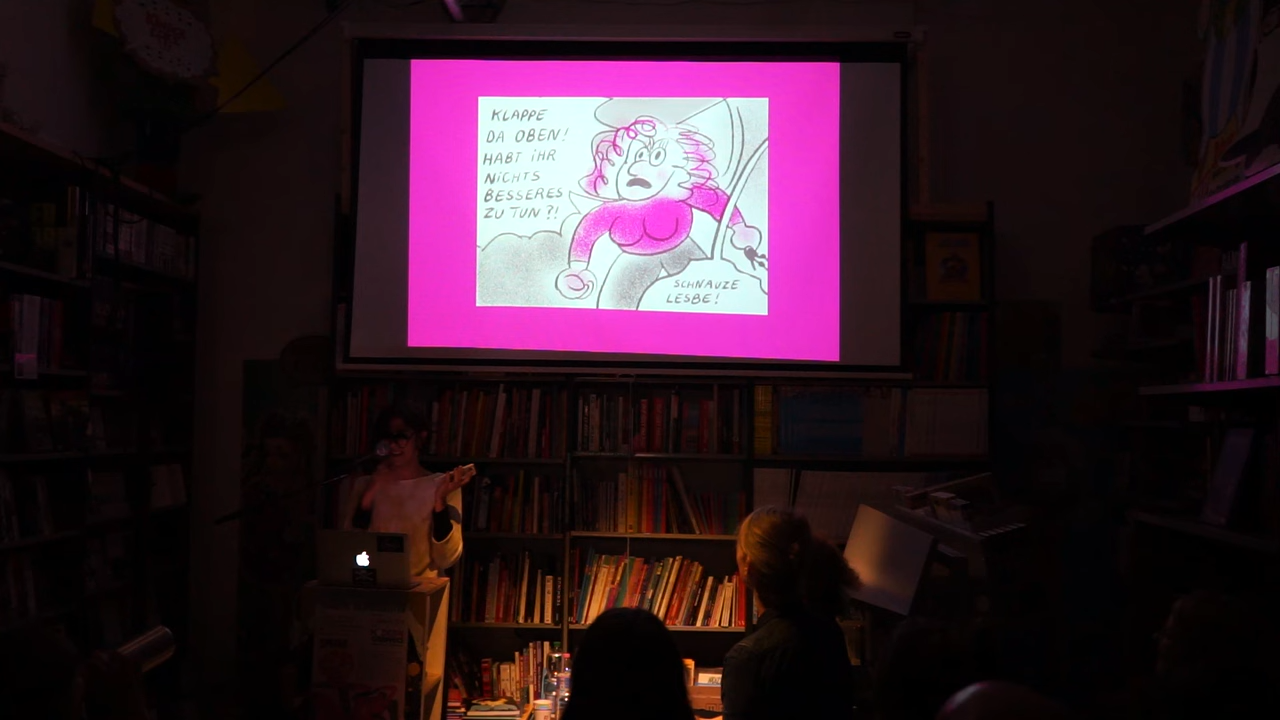 KLAPPE
DA OBEN!
HABT IHR
NICHTS
BESSERES
ZU TUN?!
SCHNAUZE
LESBE!